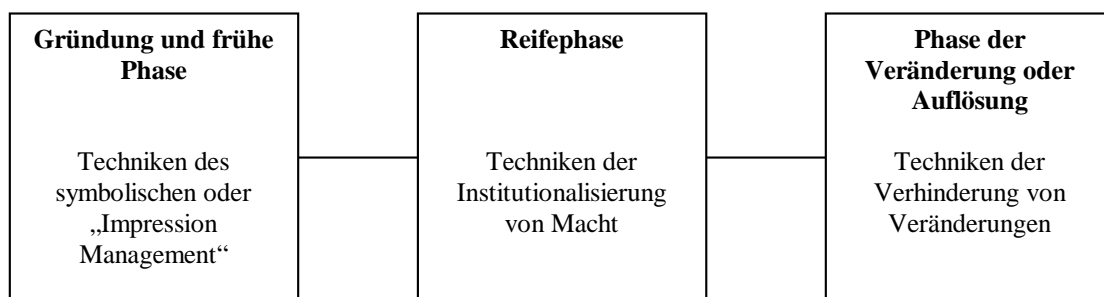 Gründung und frühe
Phase
Techniken des
symbolischen oder
„Impression
Management“
Reifephase
Techniken der
Institutionalisierung
von Macht
Phase der
Veränderung oder
Auflösung
Techniken der
Verhinderung von
Veränderungen